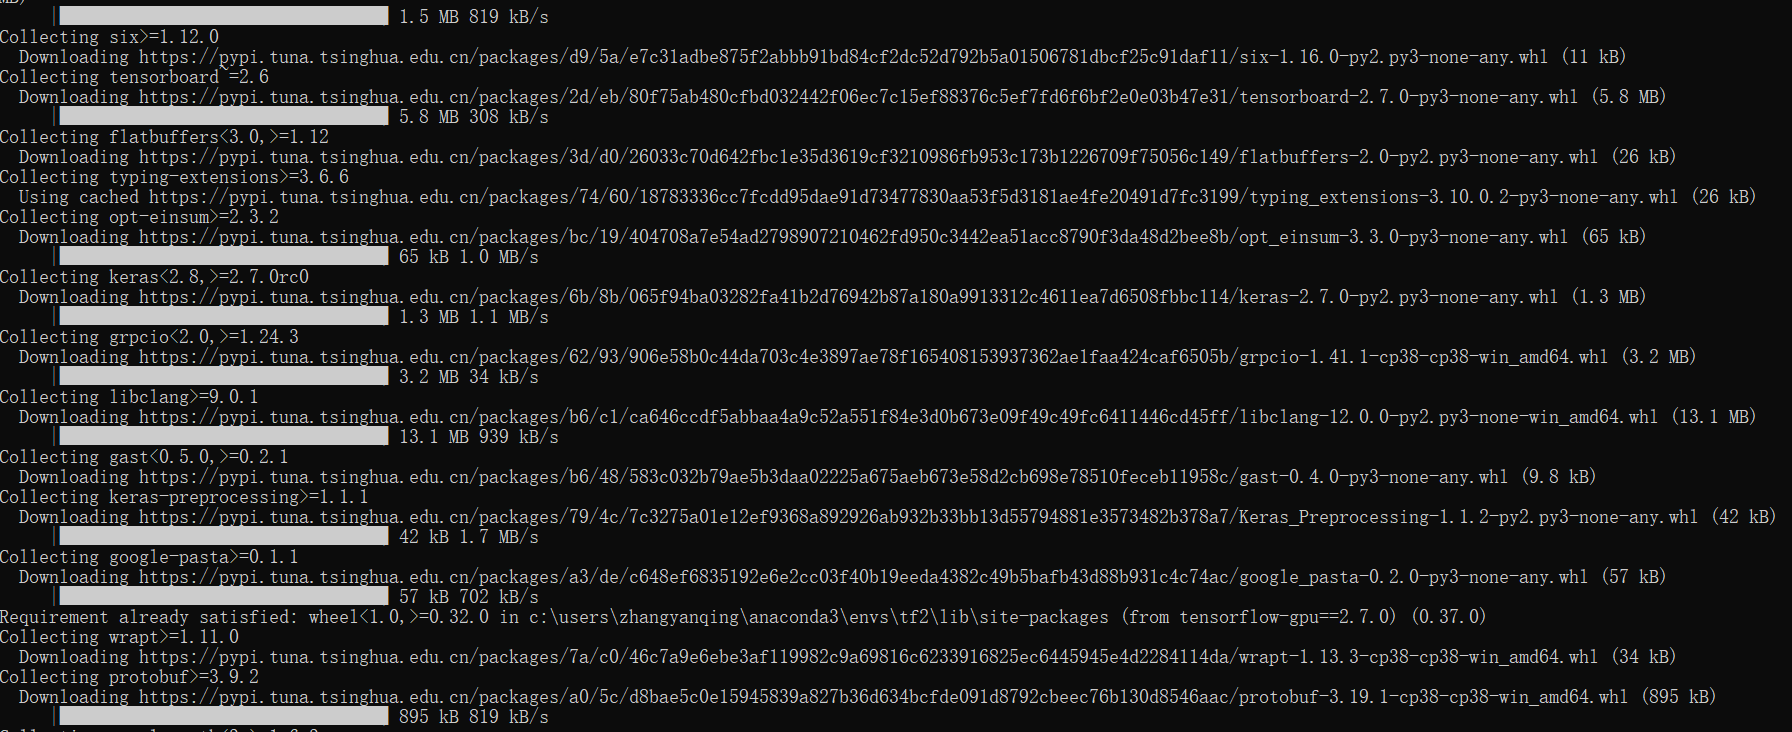 MB)
1.5 MB 819 kB/s
Collecting six>=1.12.0
Downloading https://pypi.tuna.tsinghua.edu.cn/packages/d9/5a/e7c31adbe875f2abbb91bd84cf2dc52d792b5a01506781dbcf25c91daf11/six-1.16.0-py2.py3-none-any.whl (11 kB)
Collecting tensorboard~=2.6
Downloading https://pypi.tuna.tsinghua.edu.cn/packages/2d/eb/80f75ab480cfbd032442f06ec7c15ef88376c5ef7fd6f6bf2e0e03b47e31/tensorboard-2.7.0-py3-none-any.whl (5.8 MB)
5.8 MB 308 kB/s
Collecting flatbuffers<3.0,>=1.12
Downloading https://pypi.tuna.tsinghua.edu.cn/packages/3d/d0/26033c70d642fbc1e35d3619cf3210986fb953c173b1226709f75056c149/flatbuffers-2.0-py2.py3-none-any.whl (26 kB)
Collecting typing-extensions>=3.6.6
Using cached https://pypi.tuna.tsinghua.edu.cn/packages/74/60/18783336cc7fcdd95dae91d73477830aa53f5d3181ae4fe20491d7fc3199/typing_extensions-3.10.0.2-py3-none-any.whl (26 kB)
Collecting opt-einsum>=2.3.2
Downloading https://pypi.tuna.tsinghua.edu.cn/packages/bc/19/404708a7e54ad2798907210462fd950c3442ea51acc8790f3da48d2bee8b/opt_einsum-3.3.0-py3-none-any.whl (65 kB)
65 kB 1.0 MB/s
Collecting keras<2.8,>=2.7.0rc0
Downloading https://pypi.tuna.tsinghua.edu.cn/packages/6b/8b/065f94ba03282fa41b2d76942b87a180a9913312c4611ea7d6508fbbc114/keras-2.7.0-py2.py3-none-any.whl (1.3 MB)
1.3 MB 1.1 MB/s
Collecting grpcio<2.0,>=1.24.3
Downloading https://pypi.tuna.tsinghua.edu.cn/packages/62/93/906e58b0c44da703c4e3897ae78f165408153937362ae1faa424caf6505b/grpcio-1.41.1-cp38-cp38-win_amd64.whl (3.2 MB)
3.2 MB 34 kB/s
Collecting libclang>=9.0.1
Downloading https://pypi.tuna.tsinghua.edu.cn/packages/b6/c1/ca646ccdf5abbaa4a9c52a551f84e3d0b673e09f49c49fc6411446cd45ff/libclang-12.0.0-py2.py3-none-win_amd64.whl (13.1 MB)
13.1 MB 939 kB/s
Collecting gast<0.5.0,>=0.2.1
Downloading https://pypi.tuna.tsinghua.edu.cn/packages/b6/48/583c032b79ae5b3daa02225a675aeb673e58d2cb698e78510feceb11958c/gast-0.4.0-py3-none-any.whl (9.8 kB)
Collecting keras-preprocessing>=1.1.1
Downloading https://pypi.tuna.tsinghua.edu.cn/packages/79/4c/7c3275a01e12ef9368a892926ab932b33bb13d55794881e3573482b378a7/Keras_Preprocessing-1.1.2-py2.py3-none-any.whl (42 kB)
42 kB 1.7 MB/s
Collecting google-pasta>=0.1.1
Downloading https://pypi.tuna.tsinghua.edu.cn/packages/a3/de/c648ef6835192e6e2cc03f40b19eeda4382c49b5bafb43d88b931c4c74ac/google_pasta-0.2.0-py3-none-any.whl (57 kB)
57 kB 702 kB/s
Requirement already satisfied: wheel<1.0,>=0.32.0 in c:\users\zhangyanqing\anaconda3\envs\tf2\lib\site-packages (from tensorflow-gpu==2.7.0) (0.37.0)
Collecting wrapt>=1.11.0
Downloading https://pypi.tuna.tsinghua.edu.cn/packages/7a/c0/46c7a9e6ebe3af119982c9a69816c6233916825ec6445945e4d2284114da/wrapt-1.13.3-cp38-cp38-win_amd64.whl (34 kB)
Collecting protobuf>=3.9.2
Downloading https://pypi.tuna.tsinghua.edu.cn/packages/a0/5c/d8bae5c0e15945839a827b36d634bcfde091d8792cbeec76b130d8546aac/protobuf-3.19.1-cp38-cp38-win_amd64.whl (895 kB)
895 kB 819 kB/s